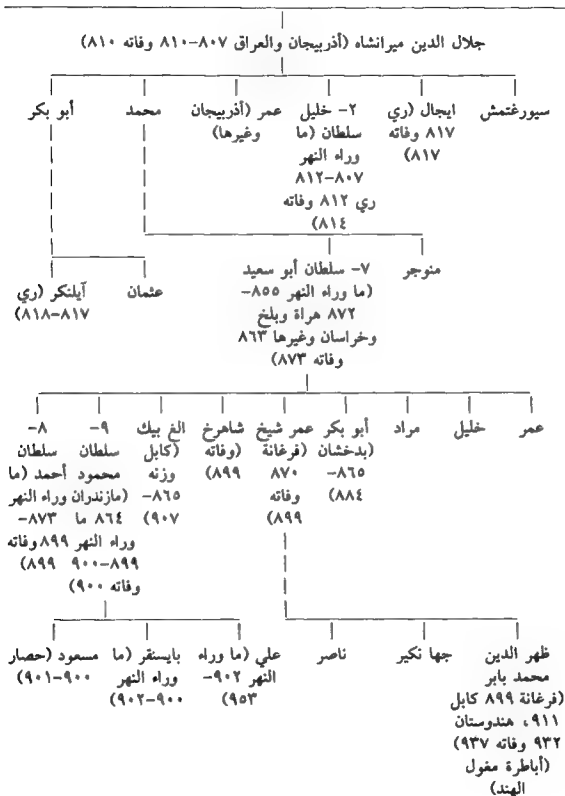 جلال الدين ميرانشاه (أذربيجان والعراق ٨٠٧-٨١٠ وفاته ٨١٠)
سيورغتمش
ايجال (ري
٨١٧ وفاته
٨١٧)
٢- خليل
سلطان (ما
وراء النهر
٨٠٧-٨١٢
ري ٨١٢ وفاته
٨١٤)
عمر (أذربيجان
وغيرها)
محمد
أبو بكر
منوجر
٧- سلطان أبو سعيد
(ما وراء النهر ٨٥٥-
٨٧٢ هراة وبلخ
وخراسان وغيرها ٨٦٣
وفاته ٨٧٣)
عثمان
آيلنكر (ري
٨١٧-٨١٨)
عمر
خليل
مراد
أبو بكر
(بدخشان
٨٦٥-
٨٨٤)
عمر شيخ
(فرغانة
٨٧٠
وفاته
٨٩٩)
شاهرخ
(وفاته
٨٩٩)
الغ بيك
(كابل
وزنه
٨٦٥-
٩٠٧)
٩-
سلطان
محمود
(مازندران
٨٦٤ ما
وراء النهر
٨٩٩-٩٠٠
وفاته ٩٠٠)
٨-
سلطان
أحمد (ما
وراء النهر
٨٧٣-
٨٩٩ وفاته
٨٩٩)
ظهر الدين
محمد بابر
(فرغانة ٨٩٩ كابل
٩١١، هندوستان
٩٣٢ وفاته ٩٣٧)
(أباطرة مغول
الهند)
جها نكير
ناصر
علي (ما وراء
النهر ٩٠٢-
٩٥٣)
بايسنقر (ما
وراء النهر
٩٠٠-٩٠٢)
مسعود (حصار
٩٠٠-٩٠١)